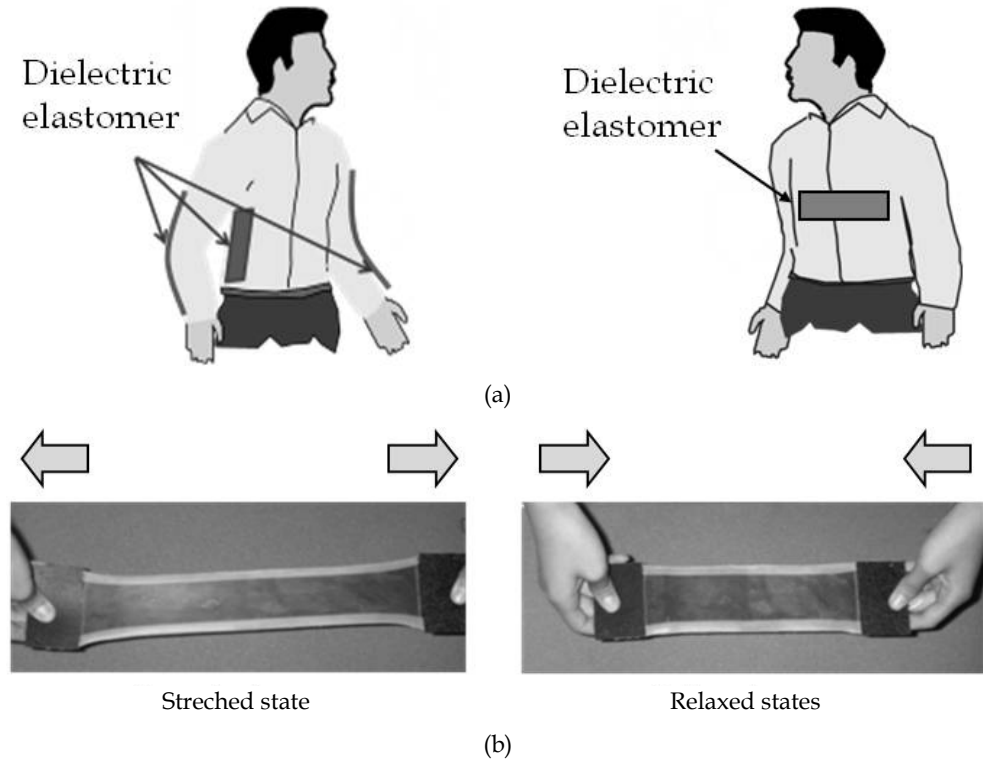 Dielectric
elastomer
Dielectric
elastomer
(a)
Streched state
Relaxed states
(b)